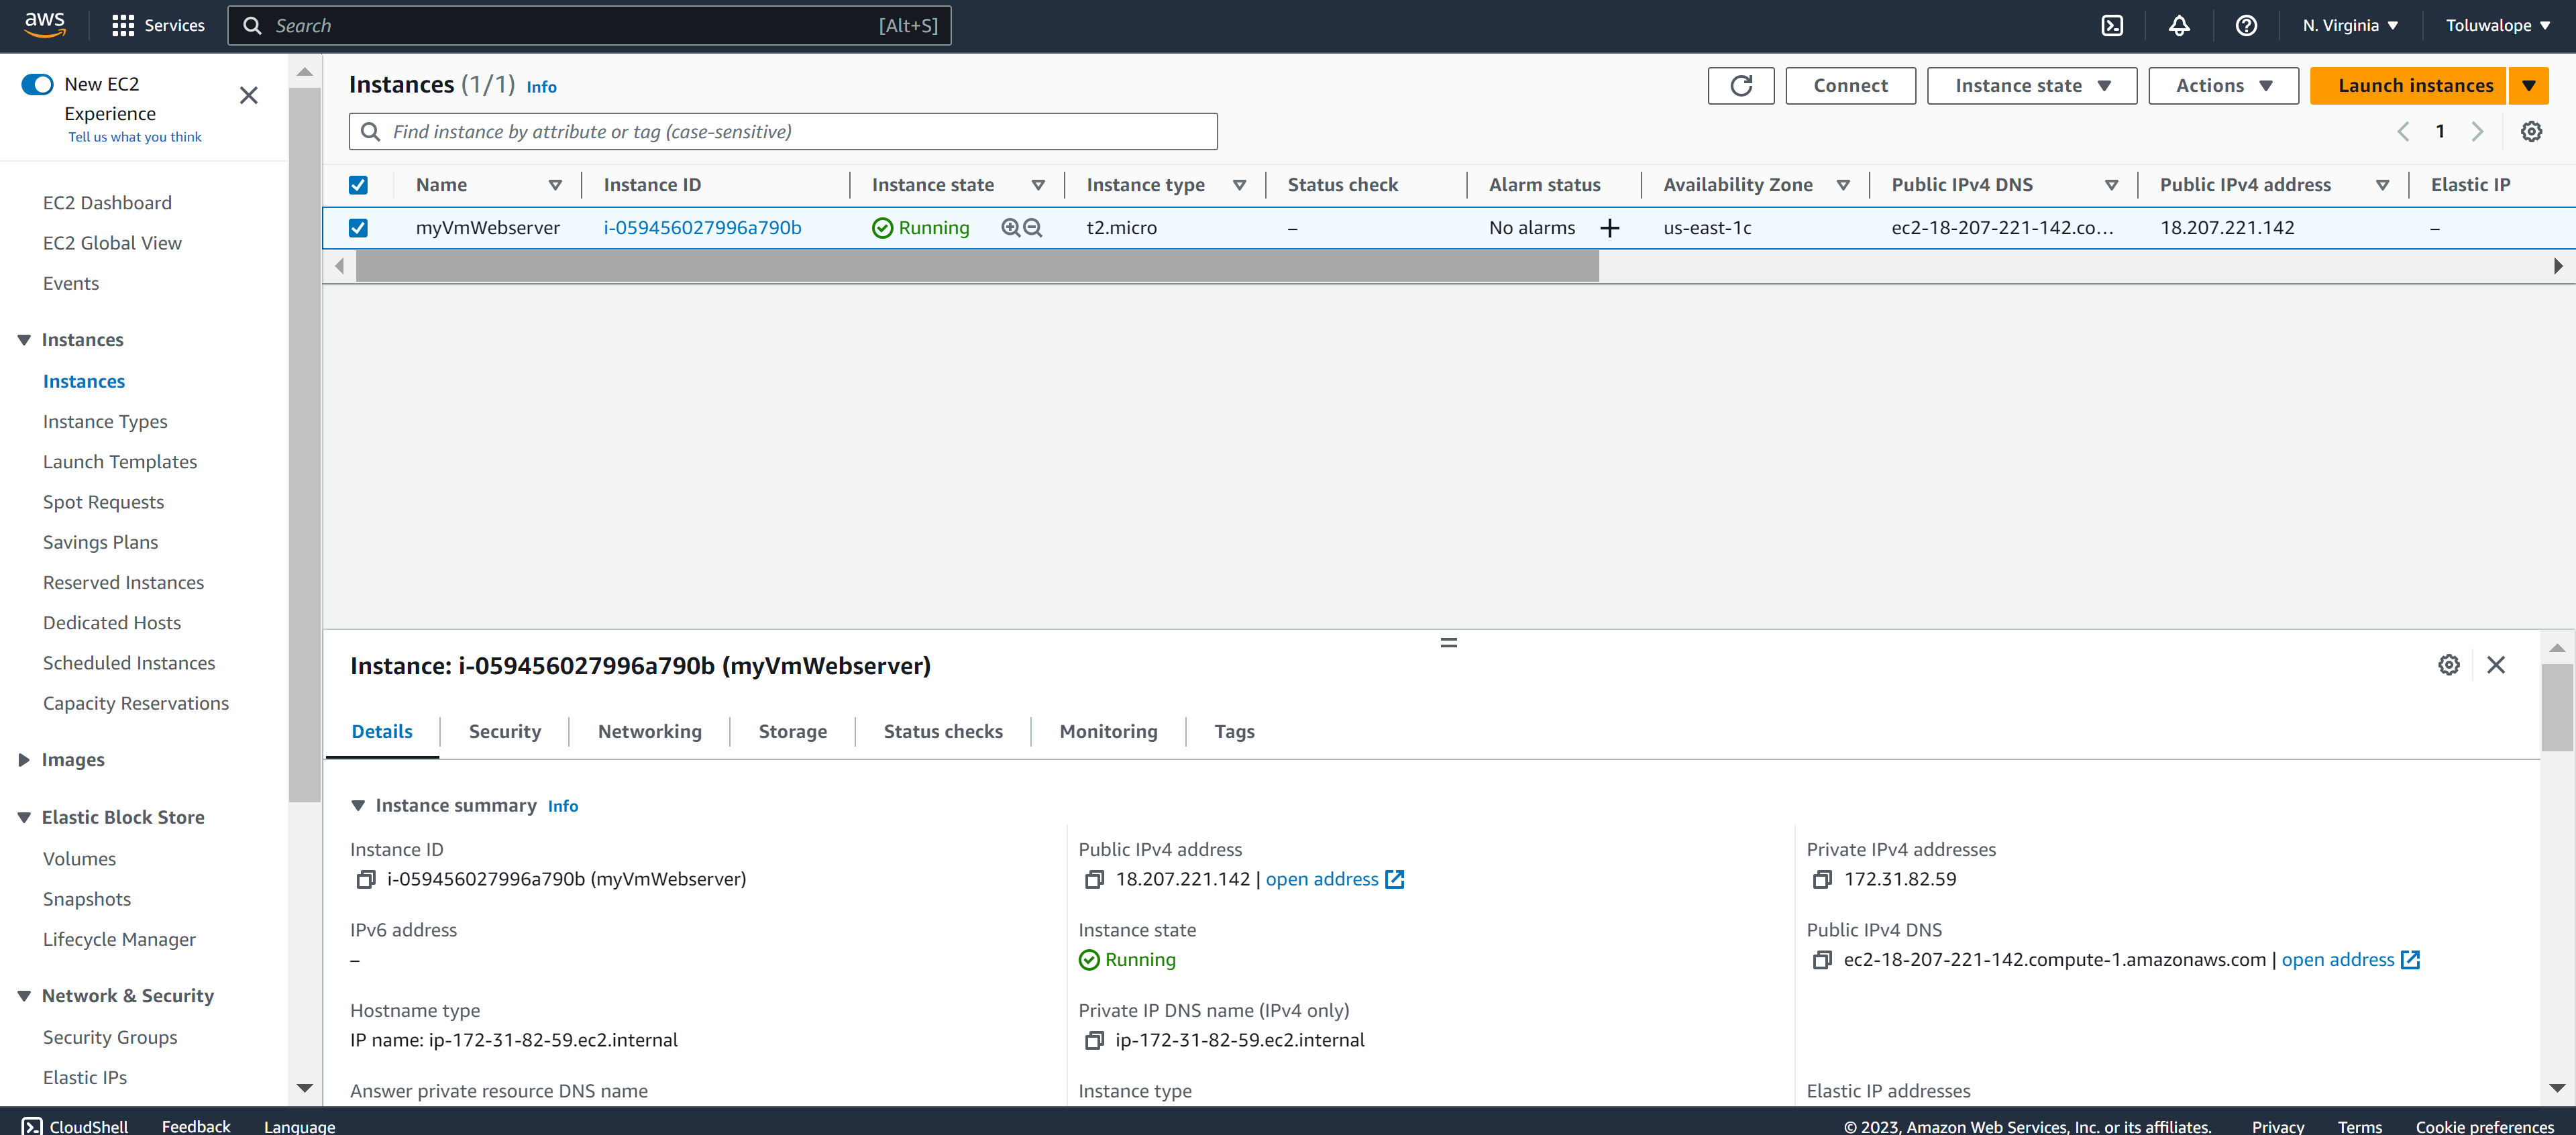 aws Services Search [Alt+S] N. Virginia Toluwalope
New EC2 Experience
Tell us what you think
EC2 Dashboard
EC2 Global View
Events
Instances
Instances
Instance Types
Launch Templates
Spot Requests
Savings Plans
Reserved Instances
Dedicated Hosts
Scheduled Instances
Capacity Reservations
Images
Elastic Block Store
Volumes
Snapshots
Lifecycle Manager
Network & Security
Security Groups
Elastic IPs
Instances (1/1) Info Connect Instance state Actions Launch instances
Find instance by attribute or tag (case-sensitive) 1
Name Instance ID Instance state Instance type Status check Alarm status Availability Zone Public IPv4 DNS Public IPv4 address Elastic IP
myVmWebserver i-059456027996a790b Running t2.micro – No alarms + us-east-1c ec2-18-207-221-142.co... 18.207.221.142 –
Instance: i-059456027996a790b (myVmWebserver)
Details Security Networking Storage Status checks Monitoring Tags
Instance summary Info
Instance ID
i-059456027996a790b (myVmWebserver)
Public IPv4 address
18.207.221.142 | open address
Private IPv4 addresses
172.31.82.59
IPv6 address
–
Instance state
Running
Public IPv4 DNS
ec2-18-207-221-142.compute-1.amazonaws.com | open address
Hostname type
IP name: ip-172-31-82-59.ec2.internal
Private IP DNS name (IPv4 only)
ip-172-31-82-59.ec2.internal
Answer private resource DNS name
Instance type
Elastic IP addresses
CloudShell Feedback Language © 2023, Amazon Web Services, Inc. or its affiliates. Privacy Terms Cookie preferences